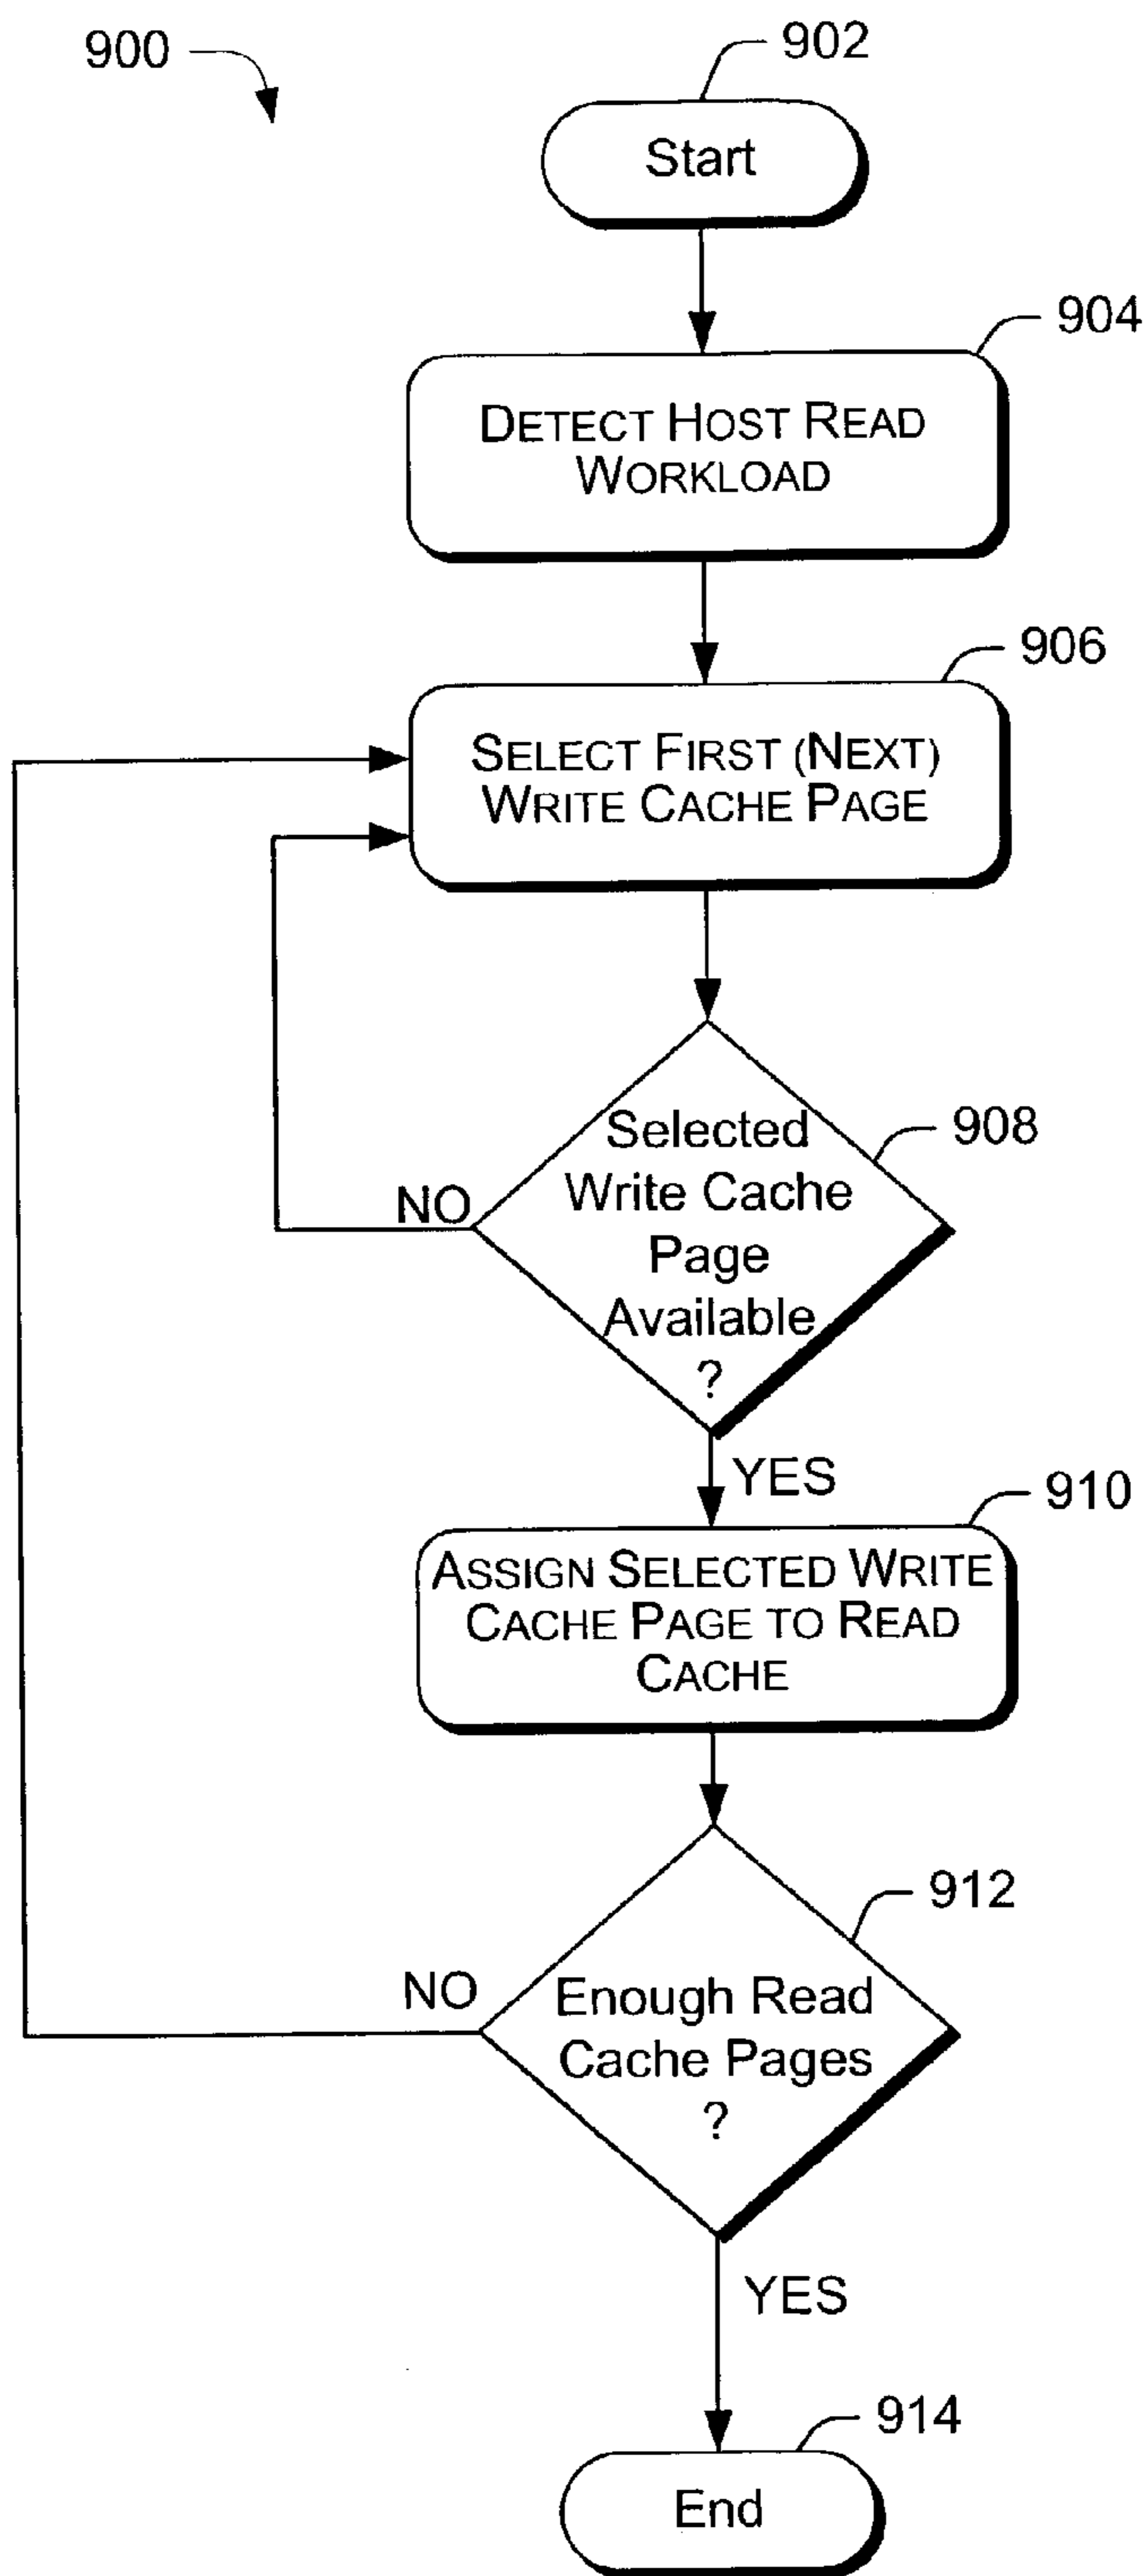 900
902
Start
904
DETECT HOST READ
WORKLOAD
906
SELECT FIRST (NEXT)
WRITE CACHE PAGE
908
Selected
Write Cache
Page
Available
?
NO
YES
910
ASSIGN SELECTED WRITE
CACHE PAGE TO READ
CACHE
912
Enough Read
Cache Pages
?
NO
YES
914
End